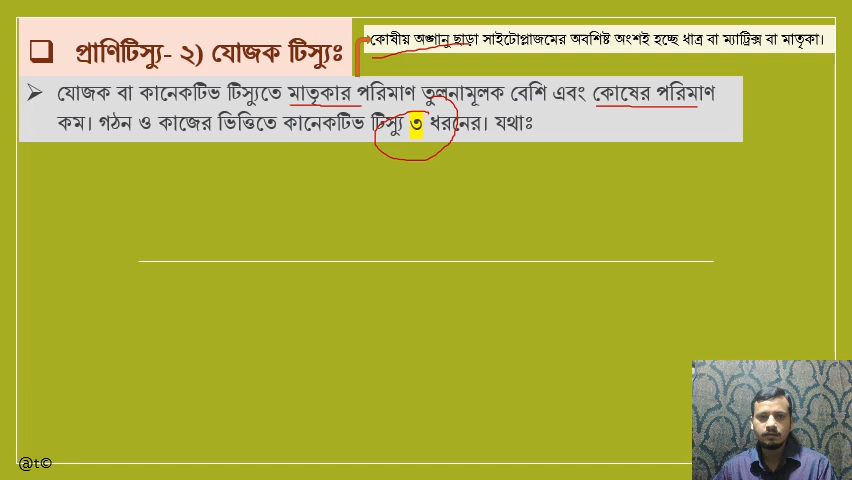 প্রাণিটিস্যু- ২) যোজক টিস্যুঃ
কোষীয় অঙ্গানু ছাড়া সাইটোপ্লাজমের অবশিষ্ট অংশই হচ্ছে ধাত্র বা ম্যাট্রিক্স বা মাতৃকা।
যোজক বা কানেকটিভ টিস্যুতে মাতৃকার পরিমাণ তুলনামূলক বেশি এবং কোষের পরিমাণ
কম। গঠন ও কাজের ভিত্তিতে কানেকটিভ টিস্যু ৩ ধরনের। যথাঃ
@t©